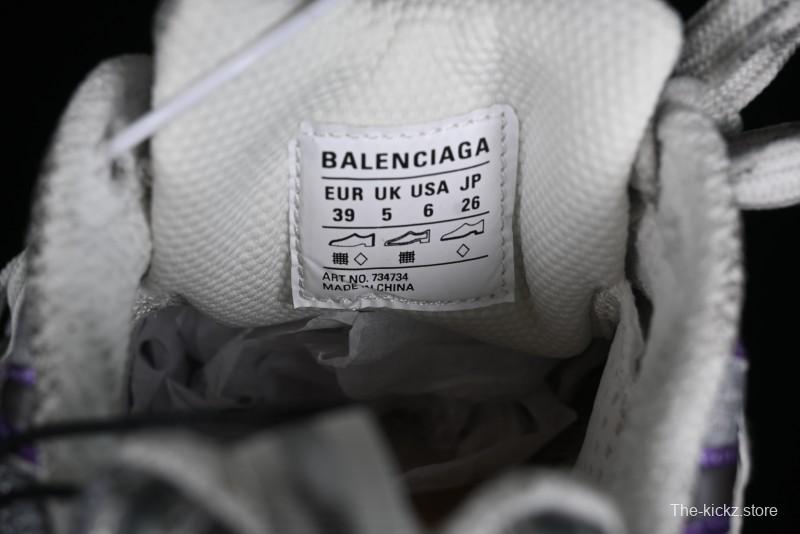 BALENCIAGA
EUR UK USA JP
39 5 6 26
ART NO. 734734
MADE IN CHINA
The-kickz.store